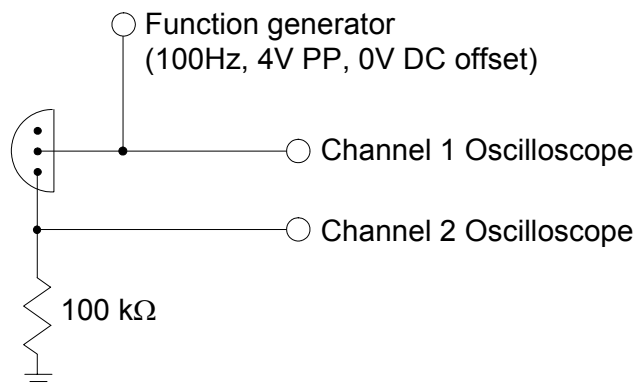 Function generator
(100Hz, 4V PP, 0V DC offset)
Channel 1 Oscilloscope
Channel 2 Oscilloscope
100 kΩ